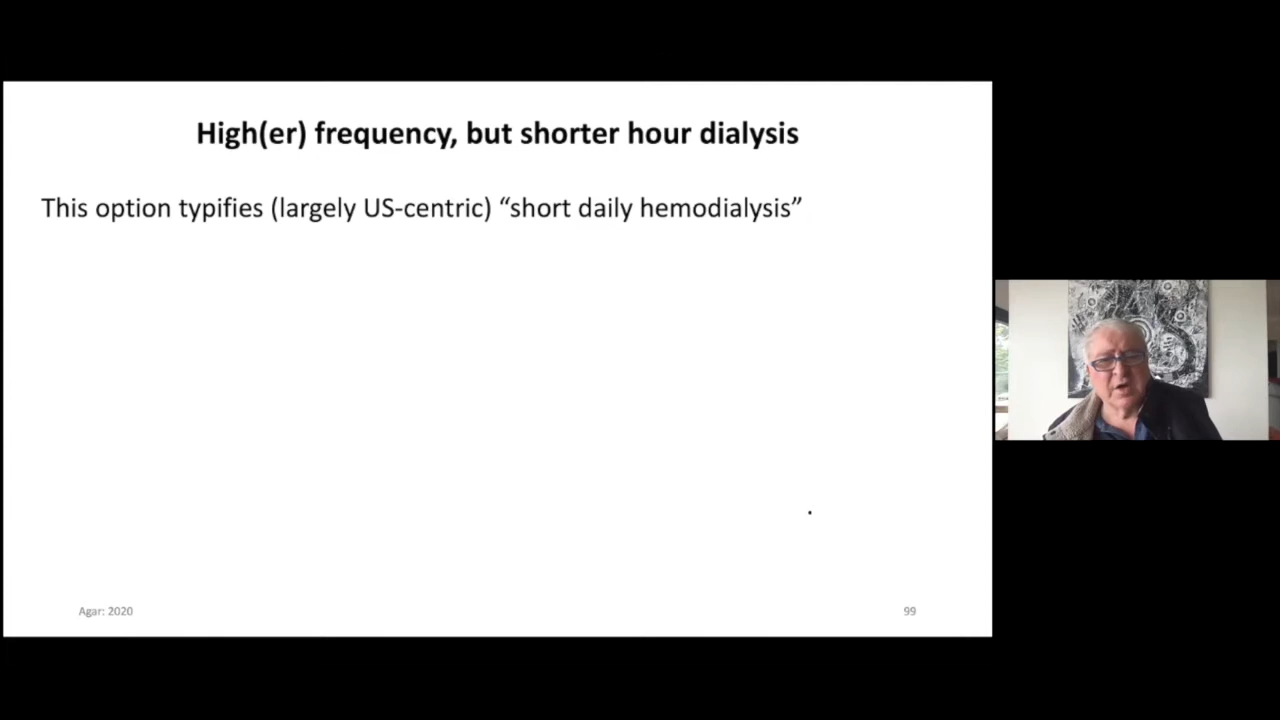 High(er) frequency, but shorter hour dialysis
This option typifies (largely US-centric) “short daily hemodialysis”
.
Agar: 2020
99